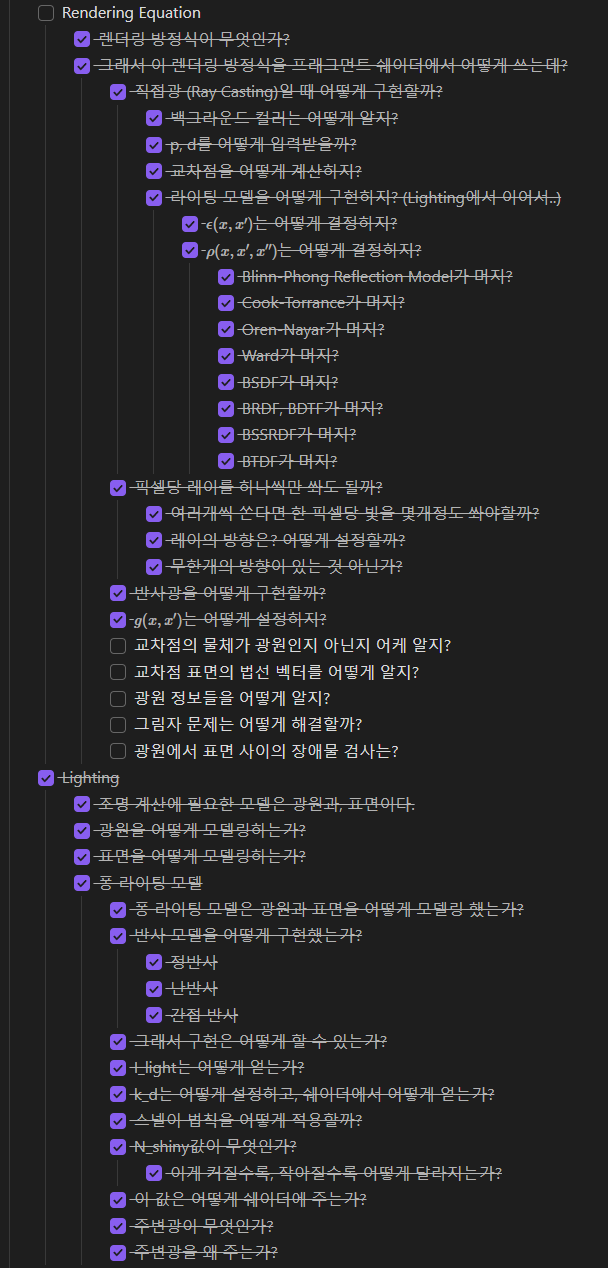 Rendering Equation
렌더링 방정식이 무엇인가?
그래서 이 렌더링 방정식을 프래그먼트 쉐이더에서 어떻게 쓰는데?
직접광 (Ray Casting)일 때 어떻게 구현할까?
백그라운드 컬러는 어떻게 알지?
p, d를 어떻게 입력받을까?
교차점을 어떻게 계산하지?
라이팅 모델을 어떻게 구현하지? (Lighting에서 이어서..)
ϵ(x, x′)는 어떻게 결정하지?
ρ(x, x′, x′′)는 어떻게 결정하지?
Blinn-Phong Reflection Model가 머지?
Cook-Torrance가 머지?
Oren-Nayar가 머지?
Ward가 머지?
BSDF가 머지?
BRDF, BDTF가 머지?
BSSRDF가 머지?
BTDF가 머지?
픽셀당 레이를 하나씩만 쏴도 될까?
여러개씩 쏜다면 한 픽셀당 빛을 몇개정도 쏴야할까?
레이의 방향은? 어떻게 설정할까?
무한개의 방향이 있는 것 아닌가?
반사광을 어떻게 구현할까?
g(x, x′)는 어떻게 설정하지?
교차점의 물체가 광원인지 아닌지 어케 알지?
교차점 표면의 법선 벡터를 어떻게 알지?
광원 정보들을 어떻게 알지?
그림자 문제는 어떻게 해결할까?
광원에서 표면 사이의 장애물 검사는?
Lighting
조명 계산에 필요한 모델은 광원과, 표면이다.
광원을 어떻게 모델링하는가?
표면을 어떻게 모델링하는가?
퐁 라이팅 모델
퐁 라이팅 모델은 광원과 표면을 어떻게 모델링 했는가?
반사 모델을 어떻게 구현했는가?
정반사
난반사
간접 반사
그래서 구현은 어떻게 할 수 있는가?
I_light는 어떻게 얻는가?
k_d는 어떻게 설정하고, 쉐이더에서 어떻게 얻는가?
스넬이 법칙을 어떻게 적용할까?
N_shiny값이 무엇인가?
이게 커질수록, 작아질수록 어떻게 달라지는가?
이 값은 어떻게 쉐이더에 주는가?
주변광이 무엇인가?
주변광을 왜 주는가?